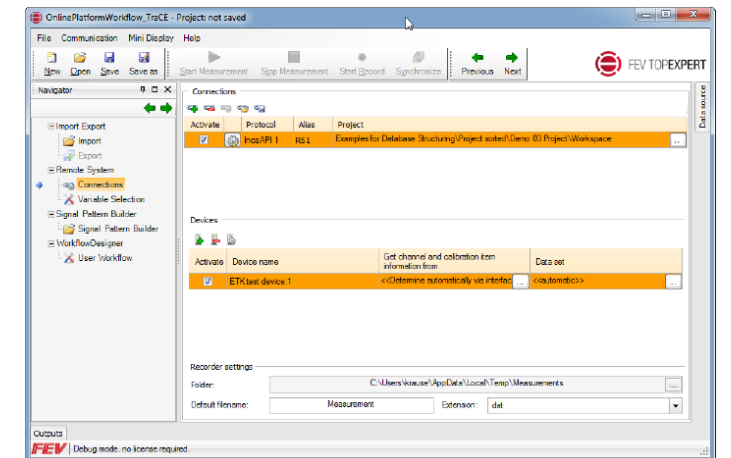 OnlinePlatformWorkflow_TraCE - Project: not saved
File Communication Mini Display Help
New Open Save Save as Start Measurement Stop Measurement Start Record Synchronize Previous Next
FEV TOPEXPERT
Navigator
Connections
Data source
Activate Protocol Alias Project
Import Export
IncaAPI 1 RS1 Examples for Database Structuring\Project sorted\Demo 03 Project\Workspace ..
Import
Export
Remote System
Connections
Variable Selection
Signal Pattern Builder
Devices
Signal Pattern Builder
WorkflowDesigner
User Workflow
Activate Device name Get channel and calibration item information from Data set
ETK test device:1 <<Determine automatically via interfac ... <<automatic>> ...
Recorder settings
Folder: C:\Users\krause\AppData\Local\Temp\Measurements ...
Default filename: Measurement Extension: dat
Outputs
FEV Debug mode, no license required.